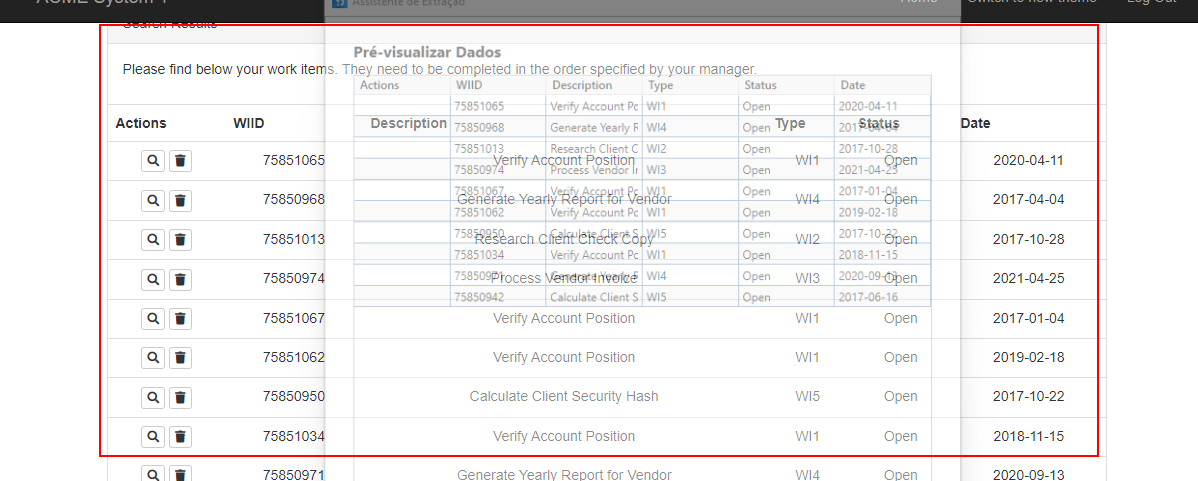 ACME System 1 Home Switch to new theme Log Out
Assistente de Extração
Search Results
Pré-visualizar Dados
Please find below your work items. They need to be completed in the order specified by your manager.
Actions WIID Description Type Status Date
75851065 Verify Account Pc WI1 Open 2020-04-11
75850968 Generate Yearly R WI4 Open 2017-04-04
75851013 Research Client C WI2 Open 2017-10-28
75850974 Process Vendor Ir WI3 Open 2021-04-25
75851067 Verify Account Pc WI1 Open 2017-01-04
75851062 Verify Account Pc WI1 Open 2019-02-18
75850950 Calculate Client S WI5 Open 2017-10-22
75851034 Verify Account Pc WI1 Open 2018-11-15
75850971 Generate Yearly R WI4 Open 2020-09-13
75850942 Calculate Client S WI5 Open 2017-06-16
Actions WIID Description Type Status Date
75851065 Verify Account Position WI1 Open 2020-04-11
75850968 Generate Yearly Report for Vendor WI4 Open 2017-04-04
75851013 Research Client Check Copy WI2 Open 2017-10-28
75850974 Process Vendor Invoice WI3 Open 2021-04-25
75851067 Verify Account Position WI1 Open 2017-01-04
75851062 Verify Account Position WI1 Open 2019-02-18
75850950 Calculate Client Security Hash WI5 Open 2017-10-22
75851034 Verify Account Position WI1 Open 2018-11-15
75850971 Generate Yearly Report for Vendor WI4 Open 2020-09-13